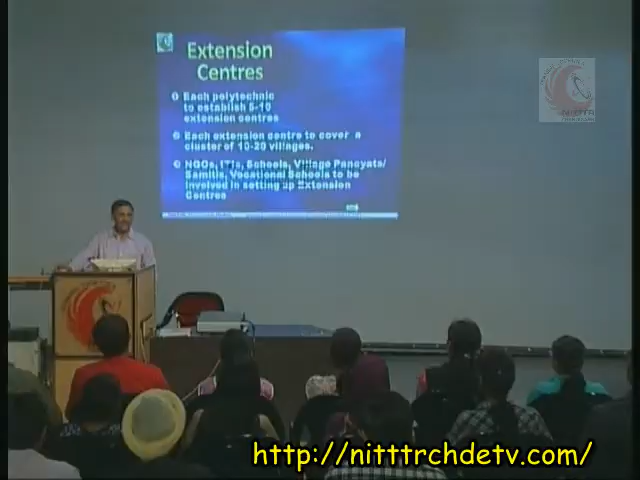 Extension
Centres
Each polytechnic
to establish 5-10
extension centres
Each extension centre to cover a
cluster of 10-20 villages.
NGOs, ITIs, Schools, Village Pancyats/
Samitis, Vocational Schools to be
involved in setting up Extension
Centres
NITTTR
http://nitttrchdetv.com/